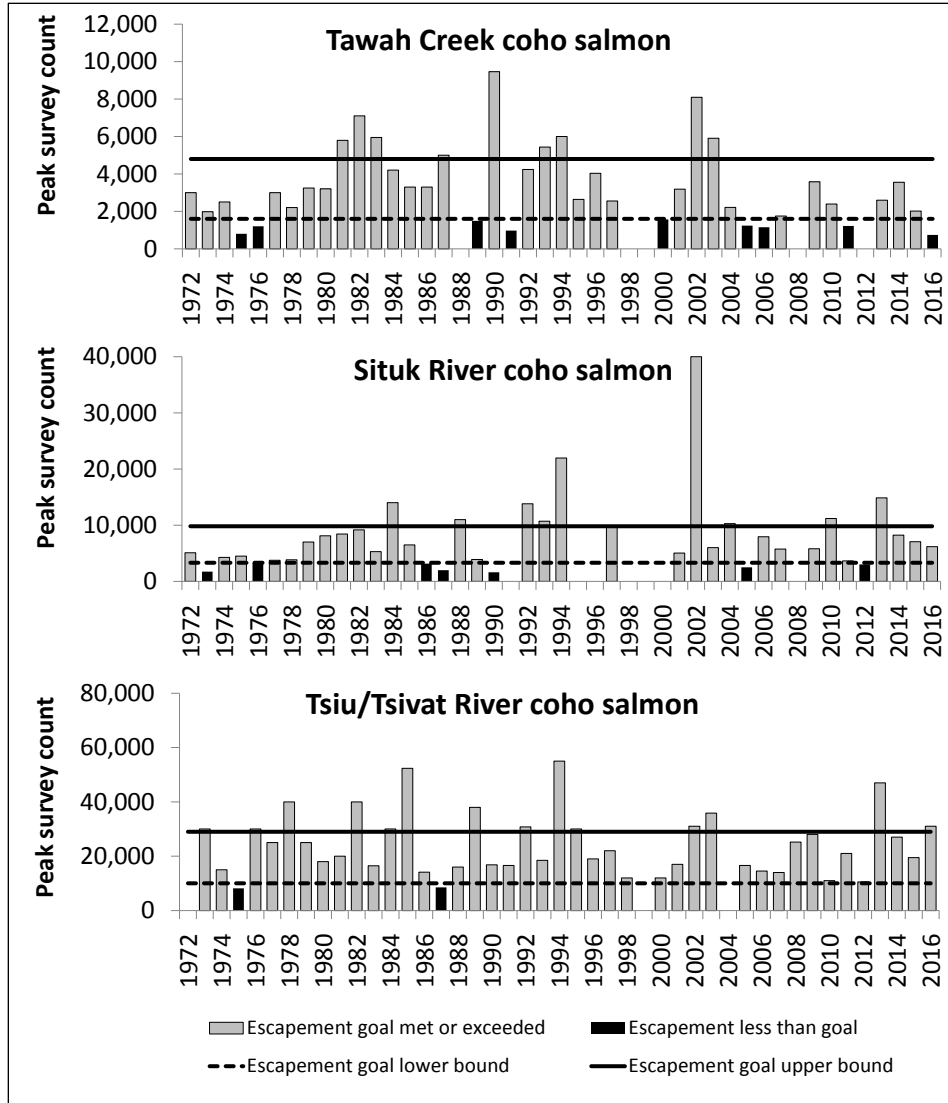 Tawah Creek coho salmon
Peak survey count
12,000
10,000
8,000
6,000
4,000
2,000
0
1972 1974 1976 1978 1980 1982 1984 1986 1988 1990 1992 1994 1996 1998 2000 2002 2004 2006 2008 2010 2012 2014 2016
Situk River coho salmon
Peak survey count
40,000
30,000
20,000
10,000
0
1972 1974 1976 1978 1980 1982 1984 1986 1988 1990 1992 1994 1996 1998 2000 2002 2004 2006 2008 2010 2012 2014 2016
Tsiu/Tsivat River coho salmon
Peak survey count
80,000
60,000
40,000
20,000
0
1972 1974 1976 1978 1980 1982 1984 1986 1988 1990 1992 1994 1996 1998 2000 2002 2004 2006 2008 2010 2012 2014 2016
Escapement goal met or exceeded Escapement less than goal
Escapement goal lower bound Escapement goal upper bound